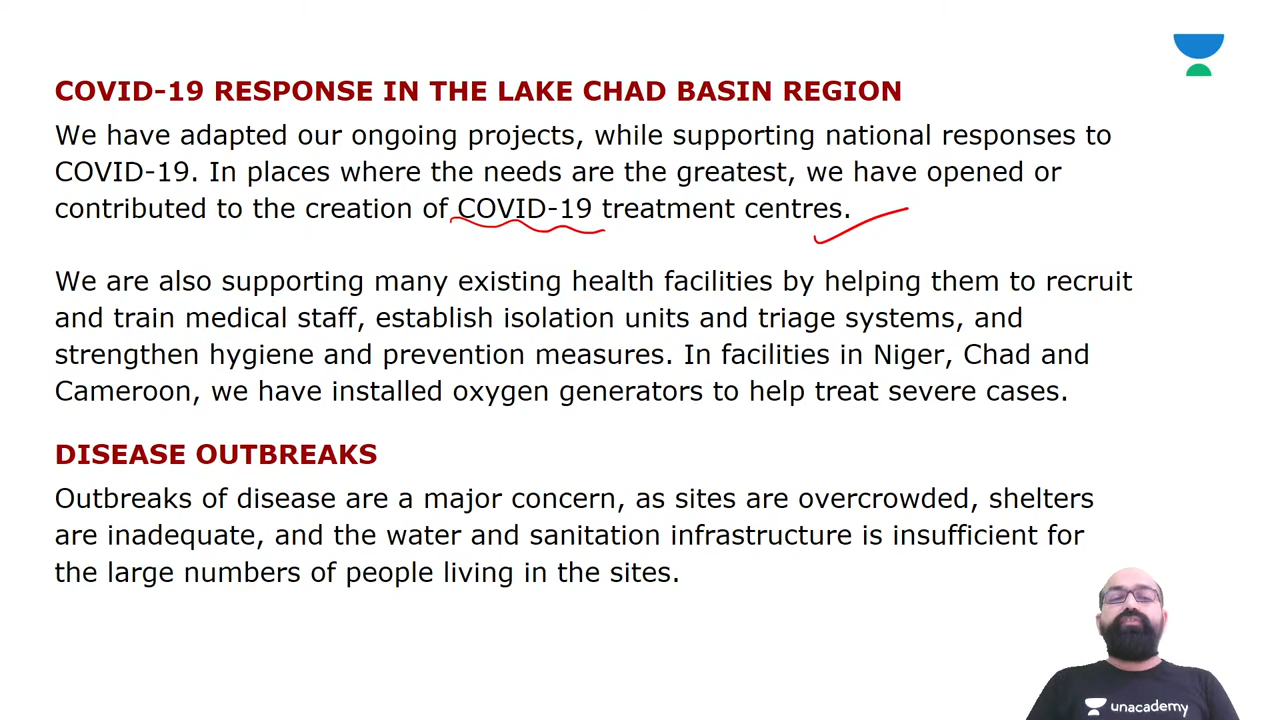 COVID-19 RESPONSE IN THE LAKE CHAD BASIN REGION
We have adapted our ongoing projects, while supporting national responses to
COVID-19. In places where the needs are the greatest, we have opened or
contributed to the creation of COVID-19 treatment centres.
We are also supporting many existing health facilities by helping them to recruit
and train medical staff, establish isolation units and triage systems, and
strengthen hygiene and prevention measures. In facilities in Niger, Chad and
Cameroon, we have installed oxygen generators to help treat severe cases.
DISEASE OUTBREAKS
Outbreaks of disease are a major concern, as sites are overcrowded, shelters
are inadequate, and the water and sanitation infrastructure is insufficient for
the large numbers of people living in the sites.
unacademy